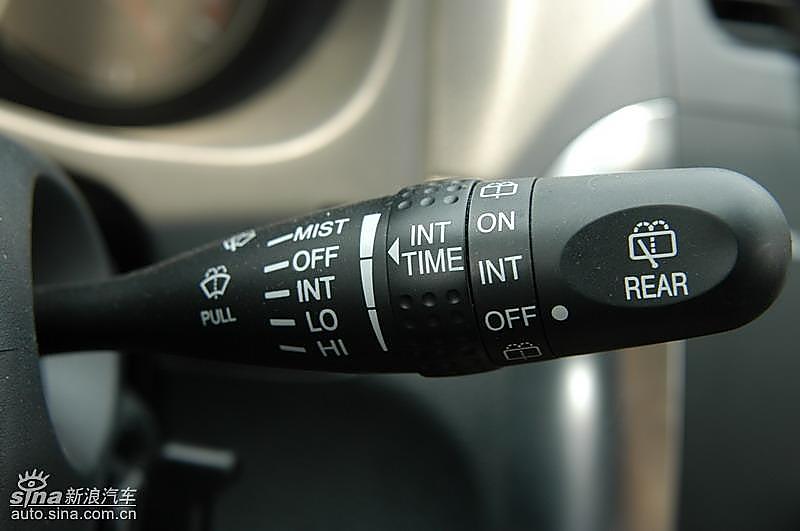 MIST
OFF
INT
LO
HI
PULL
INT
TIME
ON
INT
OFF
REAR
sina新浪汽车
auto.sina.com.cn